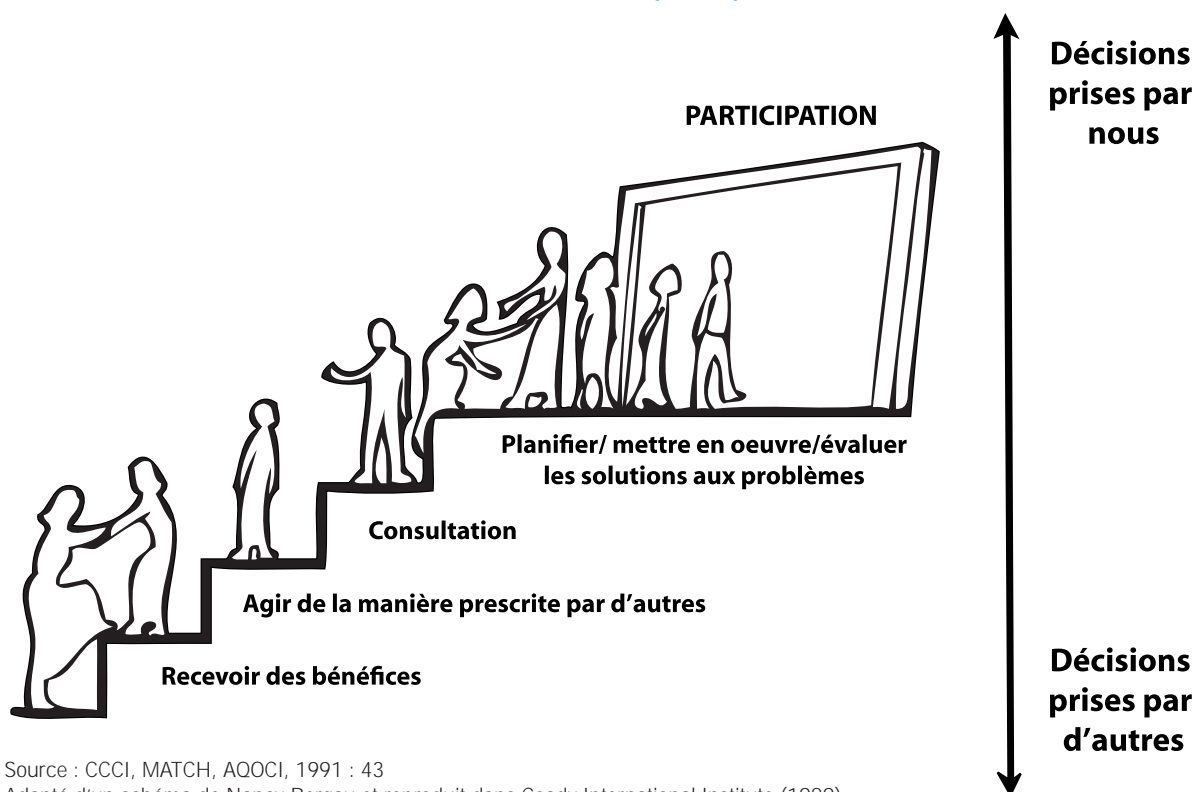 Décisions
prises par
nous
PARTICIPATION
Planifier/ mettre en oeuvre/évaluer
les solutions aux problèmes
Consultation
Agir de la manière prescrite par d’autres
Recevoir des bénéfices
Décisions
prises par
d’autres
Source : CCCI, MATCH, AQOCI, 1991 : 43